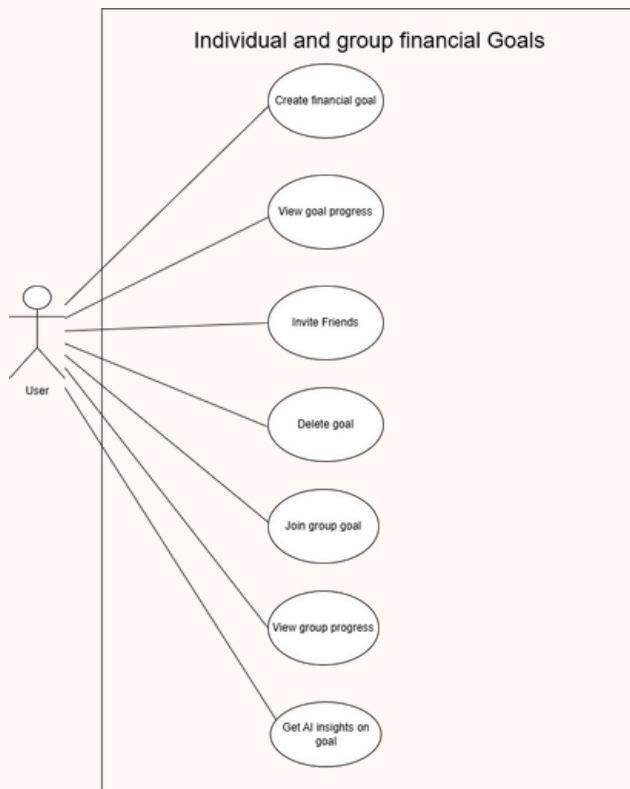 Individual and group financial Goals
Create financial goal
View goal progress
Invite Friends
User
Delete goal
Join group goal
View group progress
Get AI insights on
goal